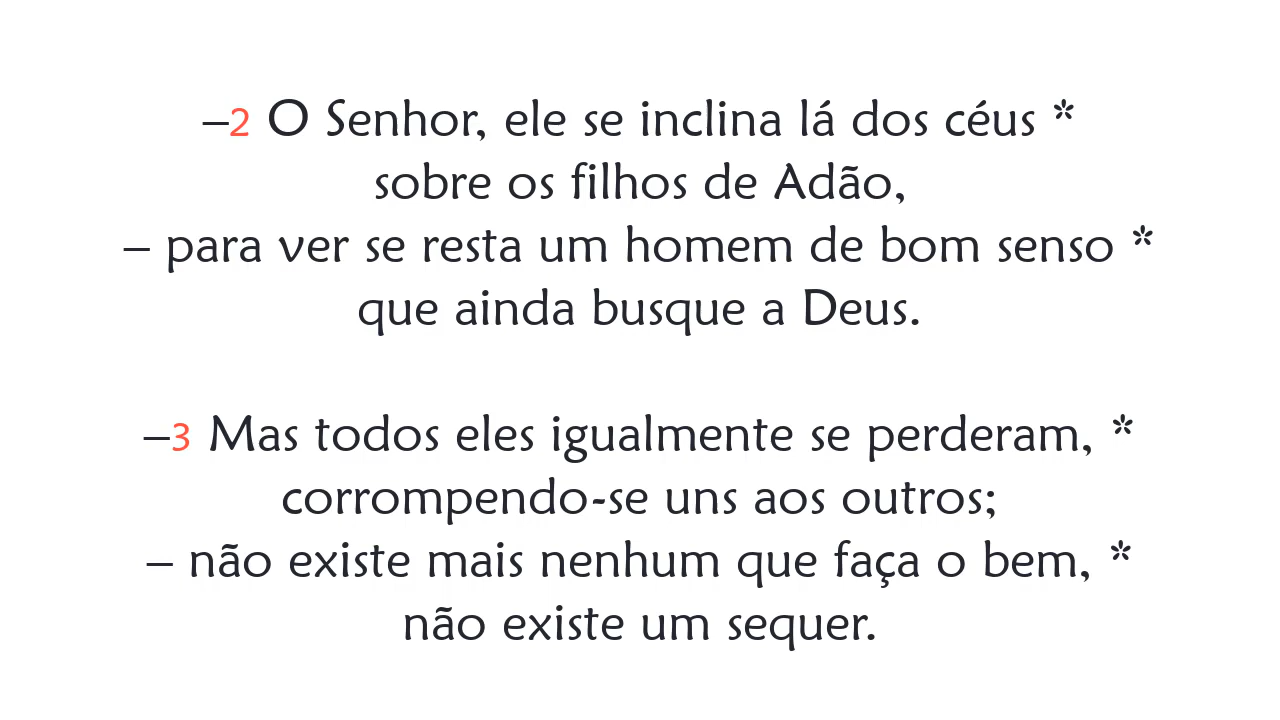 –2 O Senhor, ele se inclina lá dos céus *
sobre os filhos de Adão,
– para ver se resta um homem de bom senso *
que ainda busque a Deus.
–3 Mas todos eles igualmente se perderam, *
corrompendo-se uns aos outros;
– não existe mais nenhum que faça o bem, *
não existe um sequer.